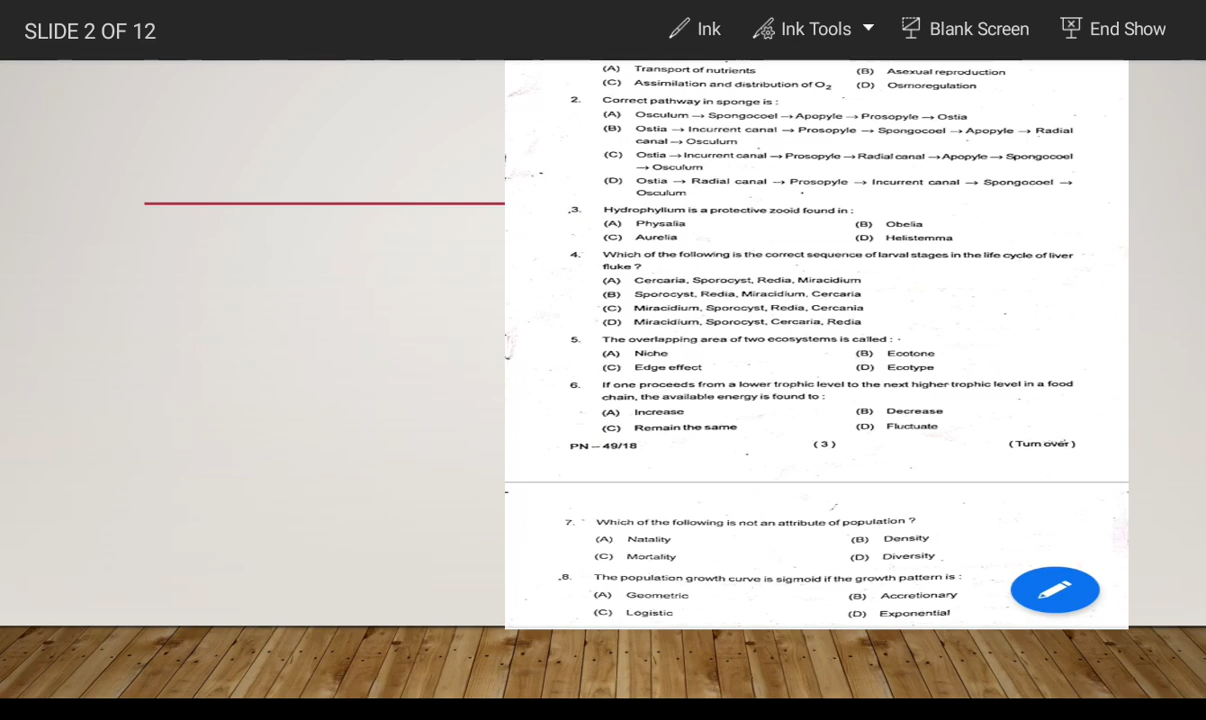 SLIDE 2 OF 12 Ink Ink Tools Blank Screen End Show
(A) Transport of nutrients (B) Asexual reproduction
(C) Assimilation and distribution of O2 (D) Osmoregulation
2. Correct pathway in sponge is :
(A) Osculum → Spongocoel → Apopyle → Prosopyle → Ostia
(B) Ostia → Incurrent canal → Prosopyle → Spongocoel → Apopyle → Radial
canal → Osculum
(C) Ostia → Incurrent canal → Prosopyle → Radial canal → Apopyle → Spongocoel
→ Osculum
(D) Ostia → Radial canal → Prosopyle → Incurrent canal → Spongocoel →
Osculum
3. Hydrophyllum is a protective zooid found in :
(A) Physalia (B) Obelia
(C) Aurelia (D) Helistemma
4. Which of the following is the correct sequence of larval stages in the life cycle of liver
fluke ?
(A) Cercaria, Sporocyst, Redia, Miracidium
(B) Sporocyst, Redia, Miracidium, Cercaria
(C) Miracidium, Sporocyst, Redia, Cercania
(D) Miracidium, Sporocyst, Cercaria, Redia
5. The overlapping area of two ecosystems is called :
(A) Niche (B) Ecotone
(C) Edge effect (D) Ecotype
6. If one proceeds from a lower trophic level to the next higher trophic level in a food
chain, the available energy is found to :
(A) Increase (B) Decrease
(C) Remain the same (D) Fluctuate
PN – 49/18 ( 3 ) ( Turn over )
7. Which of the following is not an attribute of population ?
(A) Natality (B) Density
(C) Mortality (D) Diversity
8. The population growth curve is sigmoid if the growth pattern is :
(A) Geometric (B) Accretionary
(C) Logistic (D) Exponential